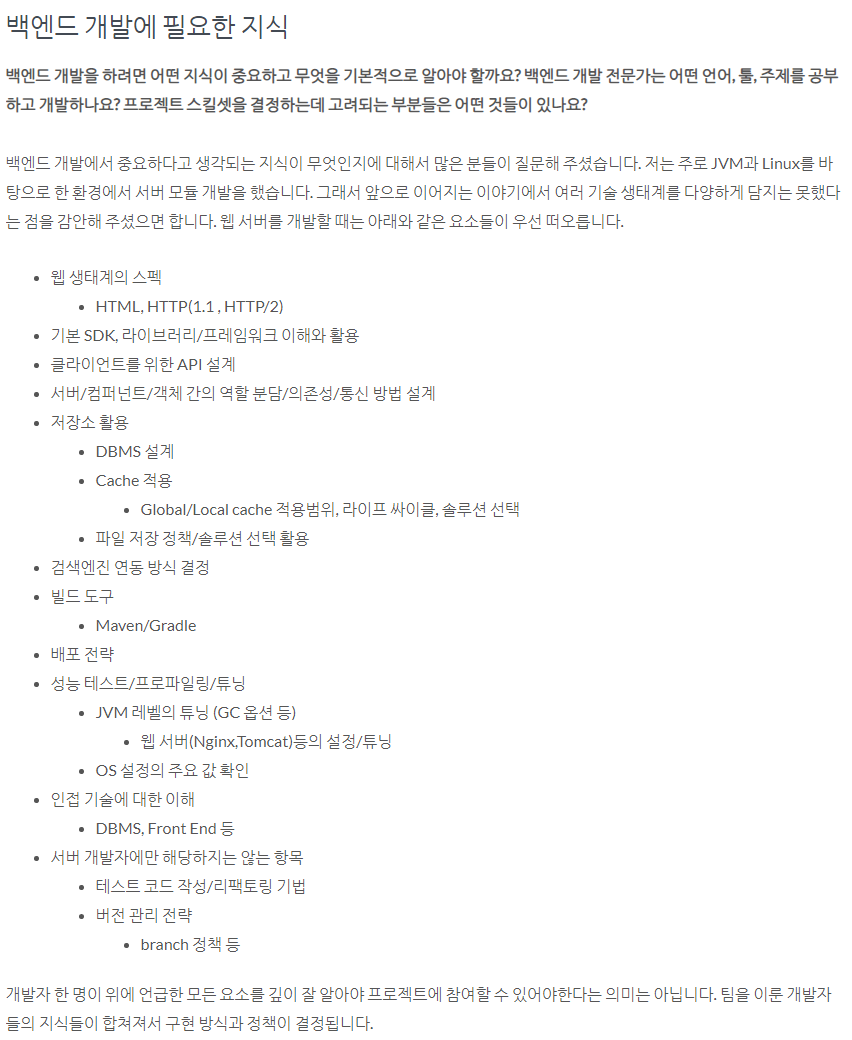 백엔드 개발에 필요한 지식
백엔드 개발을 하려면 어떤 지식이 중요하고 무엇을 기본적으로 알아야 할까요? 백엔드 개발 전문가는 어떤 언어, 툴, 주제를 공부
하고 개발하나요? 프로젝트 스킬셋을 결정하는데 고려되는 부분들은 어떤 것들이 있나요?
백엔드 개발에서 중요하다고 생각되는 지식이 무엇인지에 대해서 많은 분들이 질문해 주셨습니다. 저는 주로 JVM과 Linux를 바
탕으로 한 환경에서 서버 모듈 개발을 했습니다. 그래서 앞으로 이어지는 이야기에서 여러 기술 생태계를 다양하게 담지는 못했다
는 점을 감안해 주셨으면 합니다. 웹 서버를 개발할 때는 아래와 같은 요소들이 우선 떠오릅니다.
• 웹 생태계의 스펙
• HTML, HTTP(1.1 , HTTP/2)
• 기본 SDK, 라이브러리/프레임워크 이해와 활용
• 클라이언트를 위한 API 설계
• 서버/컴퍼넌트/객체 간의 역할 분담/의존성/통신 방법 설계
• 저장소 활용
• DBMS 설계
• Cache 적용
• Global/Local cache 적용범위, 라이프 싸이클, 솔루션 선택
• 파일 저장 정책/솔루션 선택 활용
• 검색엔진 연동 방식 결정
• 빌드 도구
• Maven/Gradle
• 배포 전략
• 성능 테스트/프로파일링/튜닝
• JVM 레벨의 튜닝 (GC 옵션 등)
• 웹 서버(Nginx,Tomcat)등의 설정/튜닝
• OS 설정의 주요 값 확인
• 인접 기술에 대한 이해
• DBMS, Front End 등
• 서버 개발자에만 해당하지는 않는 항목
• 테스트 코드 작성/리팩토링 기법
• 버전 관리 전략
• branch 정책 등
개발자 한 명이 위에 언급한 모든 요소를 깊이 잘 알아야 프로젝트에 참여할 수 있어야한다는 의미는 아닙니다. 팀을 이룬 개발자
들의 지식들이 합쳐져서 구현 방식과 정책이 결정됩니다.